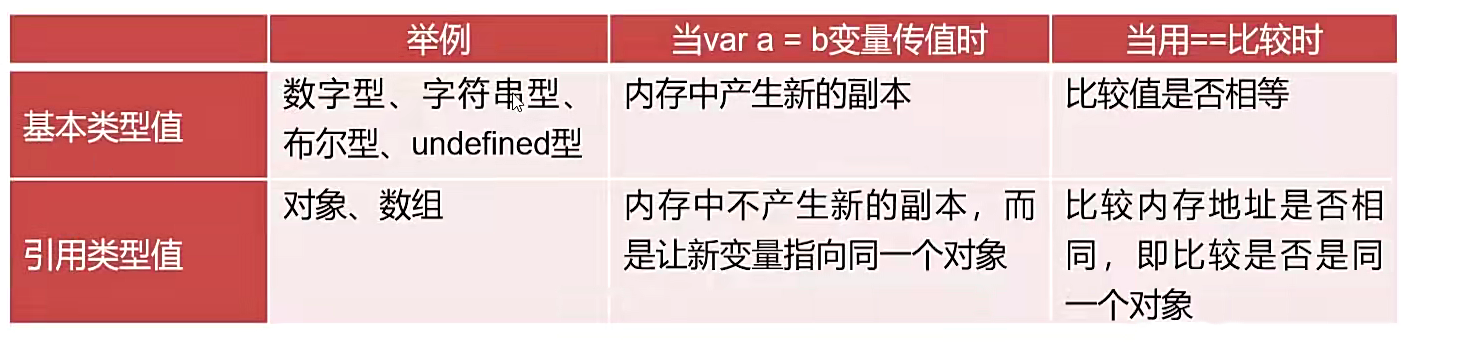 举例
当var a = b变量传值时
当用==比较时
基本类型值
数字型、字符串型、
布尔型、undefined型
内存中产生新的副本
比较值是否相等
引用类型值
对象、数组
内存中不产生新的副本，而
是让新变量指向同一个对象
比较内存地址是否相
同，即比较是否是同
一个对象